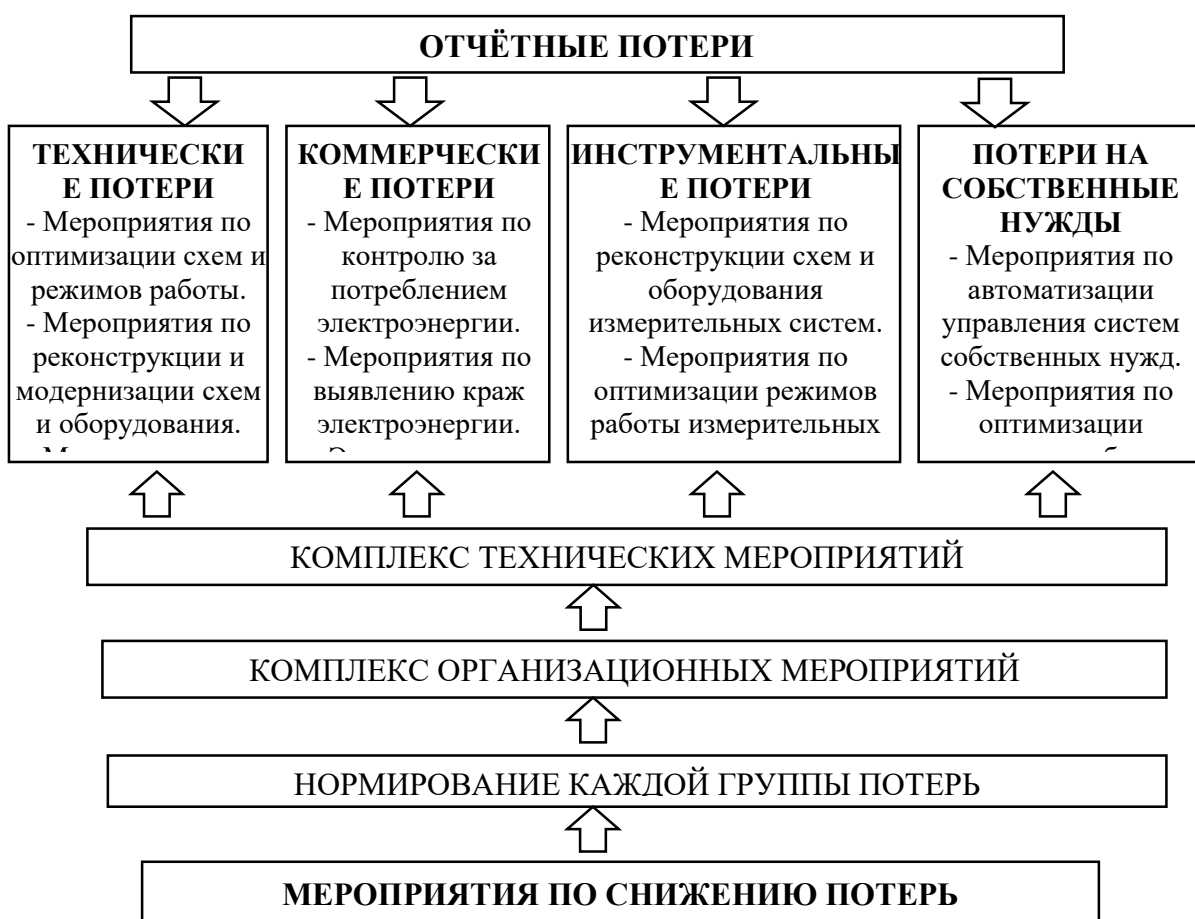 ОТЧЁТНЫЕ ПОТЕРИ
ТЕХНИЧЕСКИ
Е ПОТЕРИ
- Мероприятия по
оптимизации схем и
режимов работы.
- Мероприятия по
реконструкции и
модернизации схем
и оборудования.
КОММЕРЧЕСКИ
Е ПОТЕРИ
- Мероприятия по
контролю за
потреблением
электроэнергии.
- Мероприятия по
выявлению краж
электроэнергии.
ИНСТРУМЕНТАЛЬНЫ
Е ПОТЕРИ
- Мероприятия по
реконструкции схем и
оборудования
измерительных систем.
- Мероприятия по
оптимизации режимов
работы измерительных
ПОТЕРИ НА
СОБСТВЕННЫЕ
НУЖДЫ
- Мероприятия по
автоматизации
управления систем
собственных нужд.
- Мероприятия по
оптимизации
КОМПЛЕКС ТЕХНИЧЕСКИХ МЕРОПРИЯТИЙ
КОМПЛЕКС ОРГАНИЗАЦИОННЫХ МЕРОПРИЯТИЙ
НОРМИРОВАНИЕ КАЖДОЙ ГРУППЫ ПОТЕРЬ
МЕРОПРИЯТИЯ ПО СНИЖЕНИЮ ПОТЕРЬ